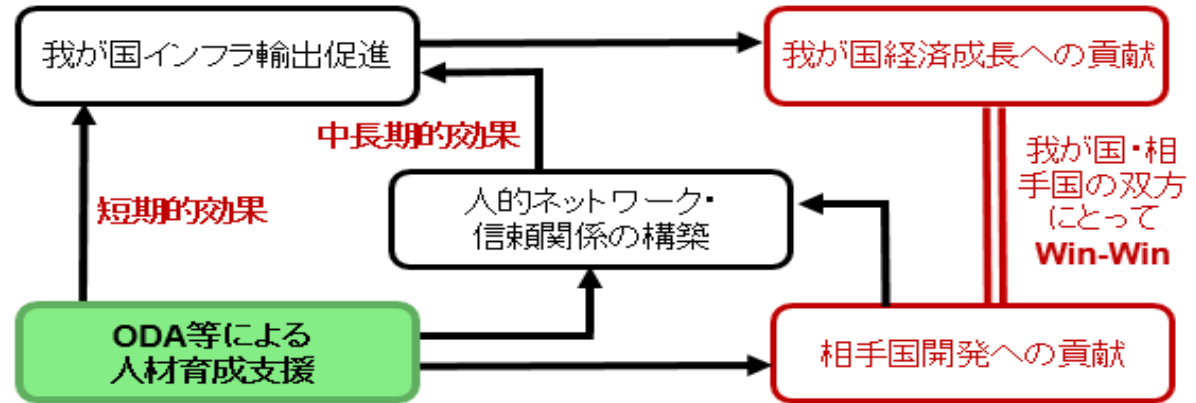 我が国インフラ輸出促進
我が国経済成長への貢献
中長期的効果
短期的効果
人的ネットワーク・
信頼関係の構築
我が国・相
手国の双方
にとって
Win-Win
ODA等による
人材育成支援
相手国開発への貢献